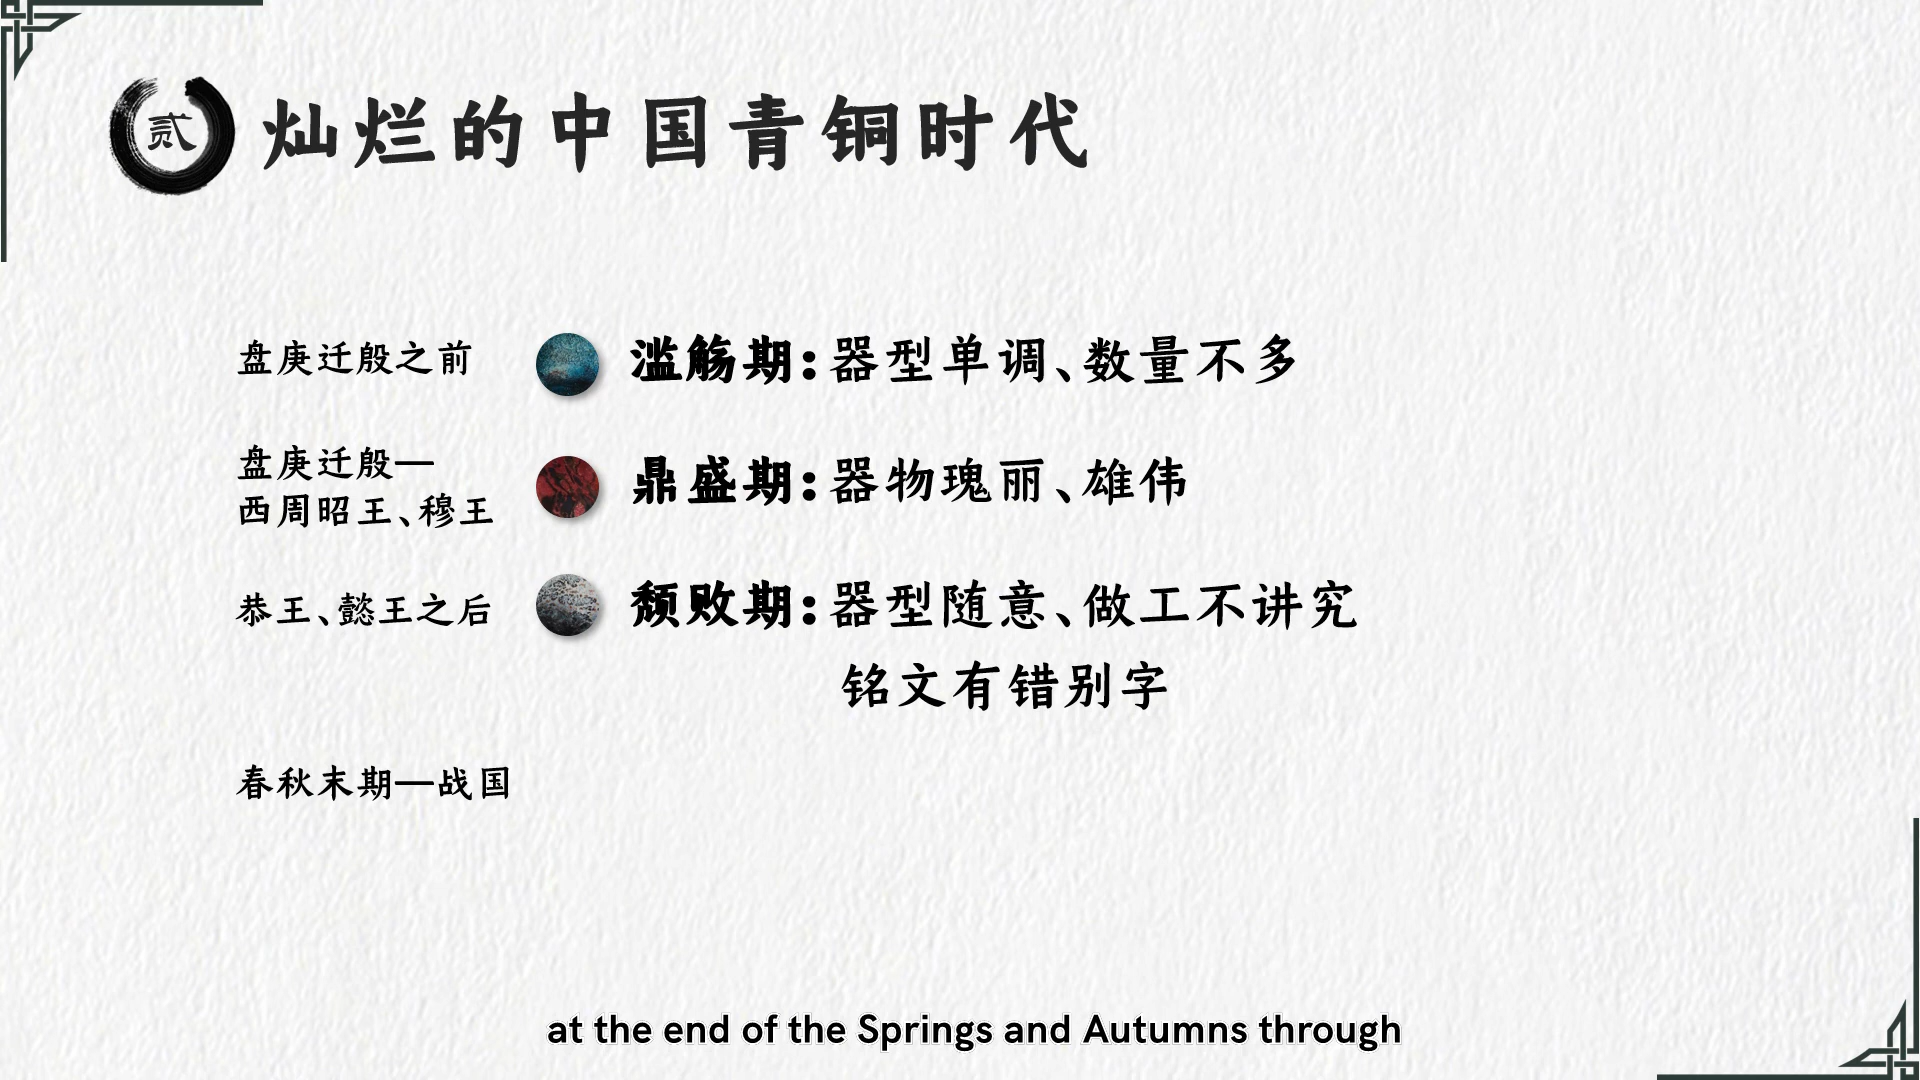 贰 灿烂的中国青铜时代
盘庚迁殷之前 滥觞期:器型单调、数量不多
盘庚迁殷—
西周昭王、穆王 鼎盛期:器物瑰丽、雄伟
恭王、懿王之后 颓败期:器型随意、做工不讲究
铭文有错别字
春秋末期—战国
at the end of the Springs and Autumns through